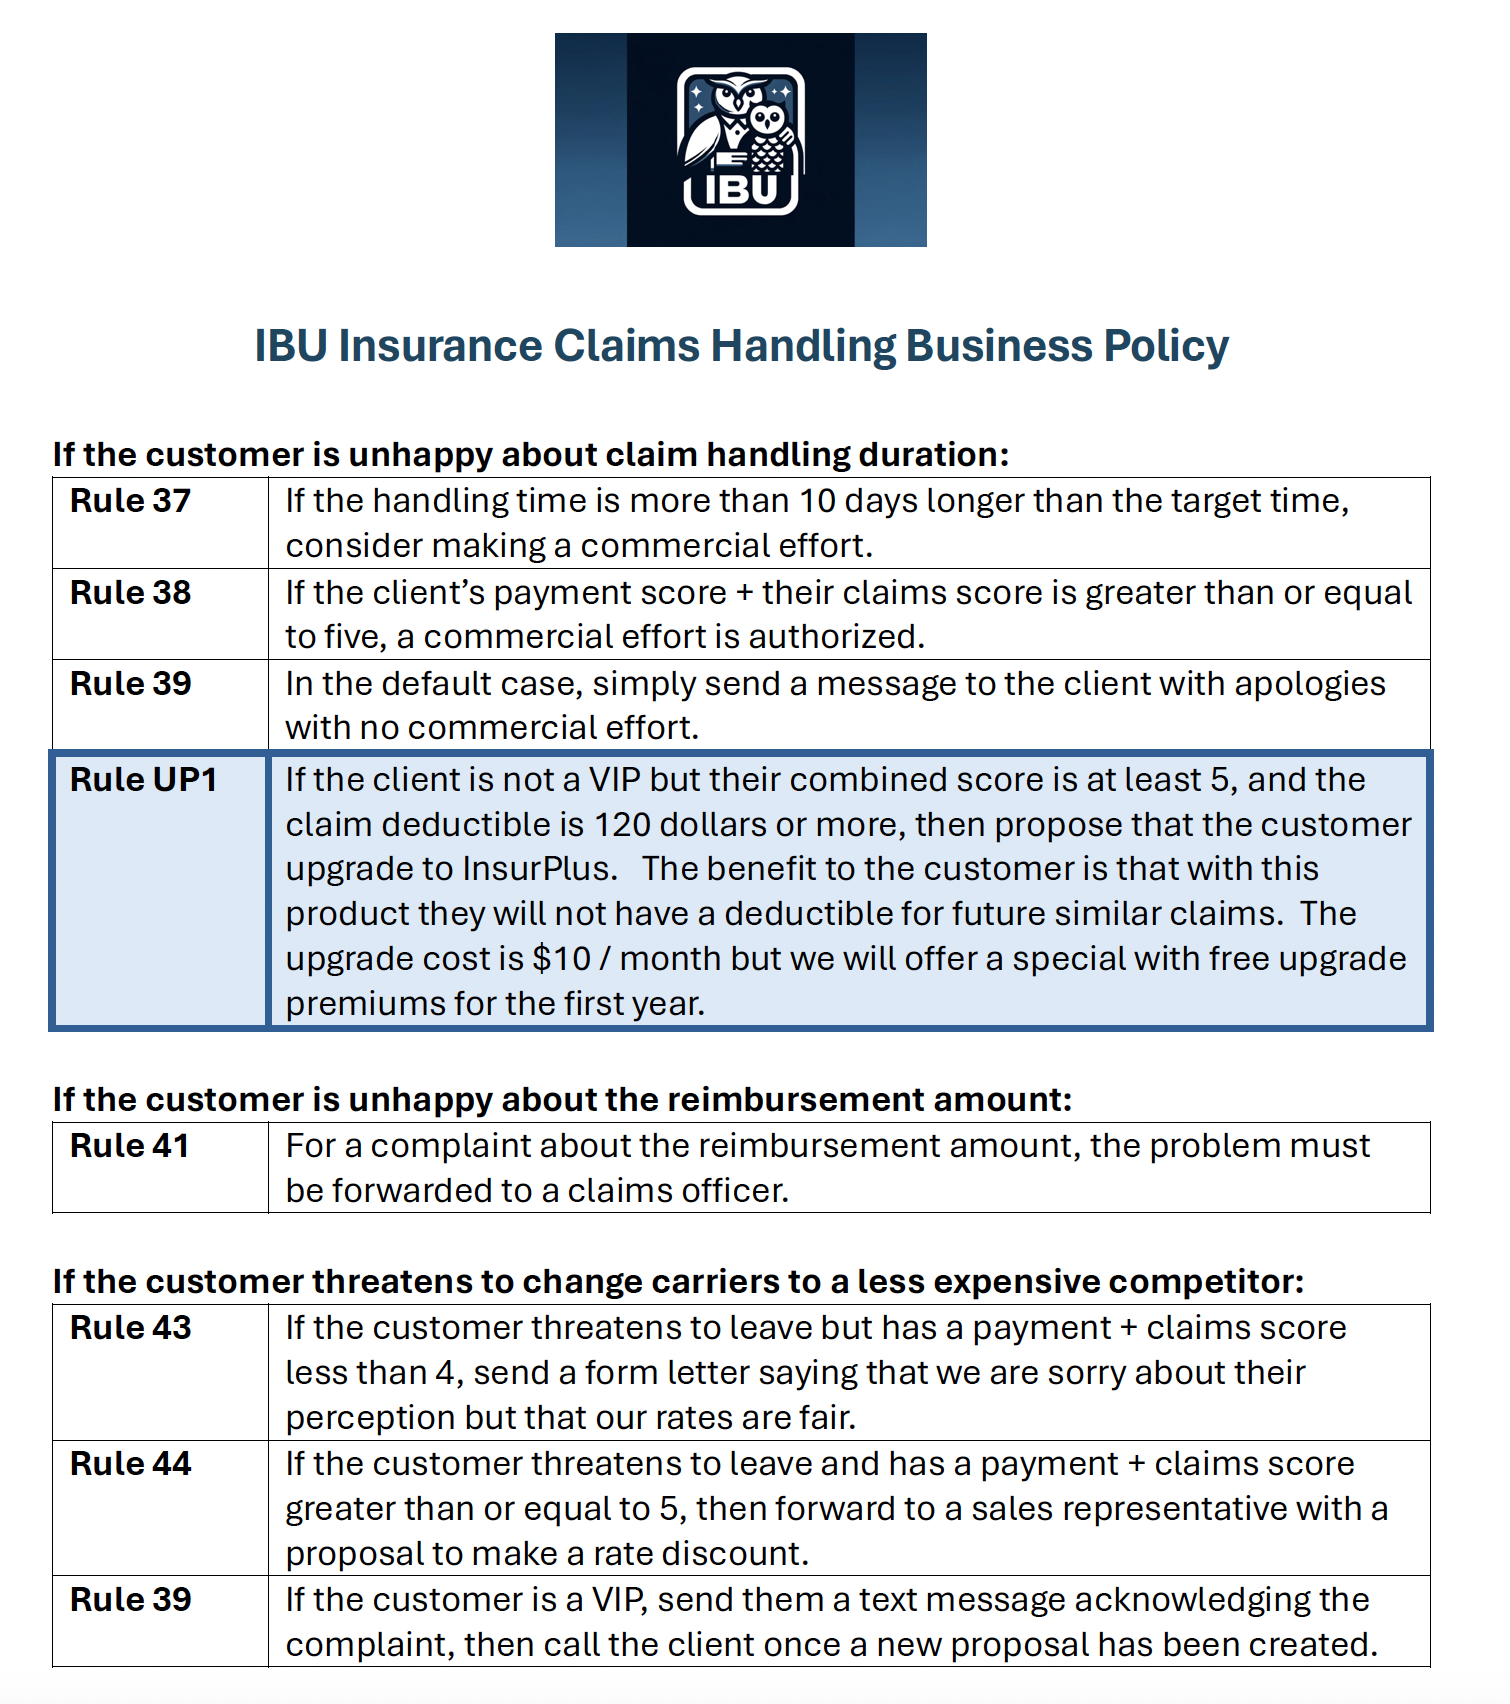 IBU
IBU Insurance Claims Handling Business Policy
If the customer is unhappy about claim handling duration:
Rule 37
If the handling time is more than 10 days longer than the target time,
consider making a commercial effort.
Rule 38
If the client’s payment score + their claims score is greater than or equal
to five, a commercial effort is authorized.
Rule 39
In the default case, simply send a message to the client with apologies
with no commercial effort.
Rule UP1
If the client is not a VIP but their combined score is at least 5, and the
claim deductible is 120 dollars or more, then propose that the customer
upgrade to InsurPlus.   The benefit to the customer is that with this
product they will not have a deductible for future similar claims.  The
upgrade cost is $10 / month but we will offer a special with free upgrade
premiums for the first year.
If the customer is unhappy about the reimbursement amount:
Rule 41
For a complaint about the reimbursement amount, the problem must
be forwarded to a claims officer.
If the customer threatens to change carriers to a less expensive competitor:
Rule 43
If the customer threatens to leave but has a payment + claims score
less than 4, send a form letter saying that we are sorry about their
perception but that our rates are fair.
Rule 44
If the customer threatens to leave and has a payment + claims score
greater than or equal to 5, then forward to a sales representative with a
proposal to make a rate discount.
Rule 39
If the customer is a VIP, send them a text message acknowledging the
complaint, then call the client once a new proposal has been created.